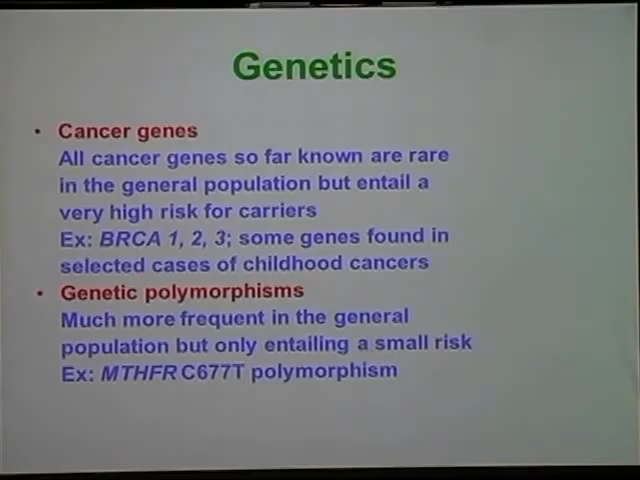 Genetics
• Cancer genes
All cancer genes so far known are rare
in the general population but entail a
very high risk for carriers
Ex: BRCA 1, 2, 3; some genes found in
selected cases of childhood cancers
• Genetic polymorphisms
Much more frequent in the general
population but only entailing a small risk
Ex: MTHFR C677T polymorphism